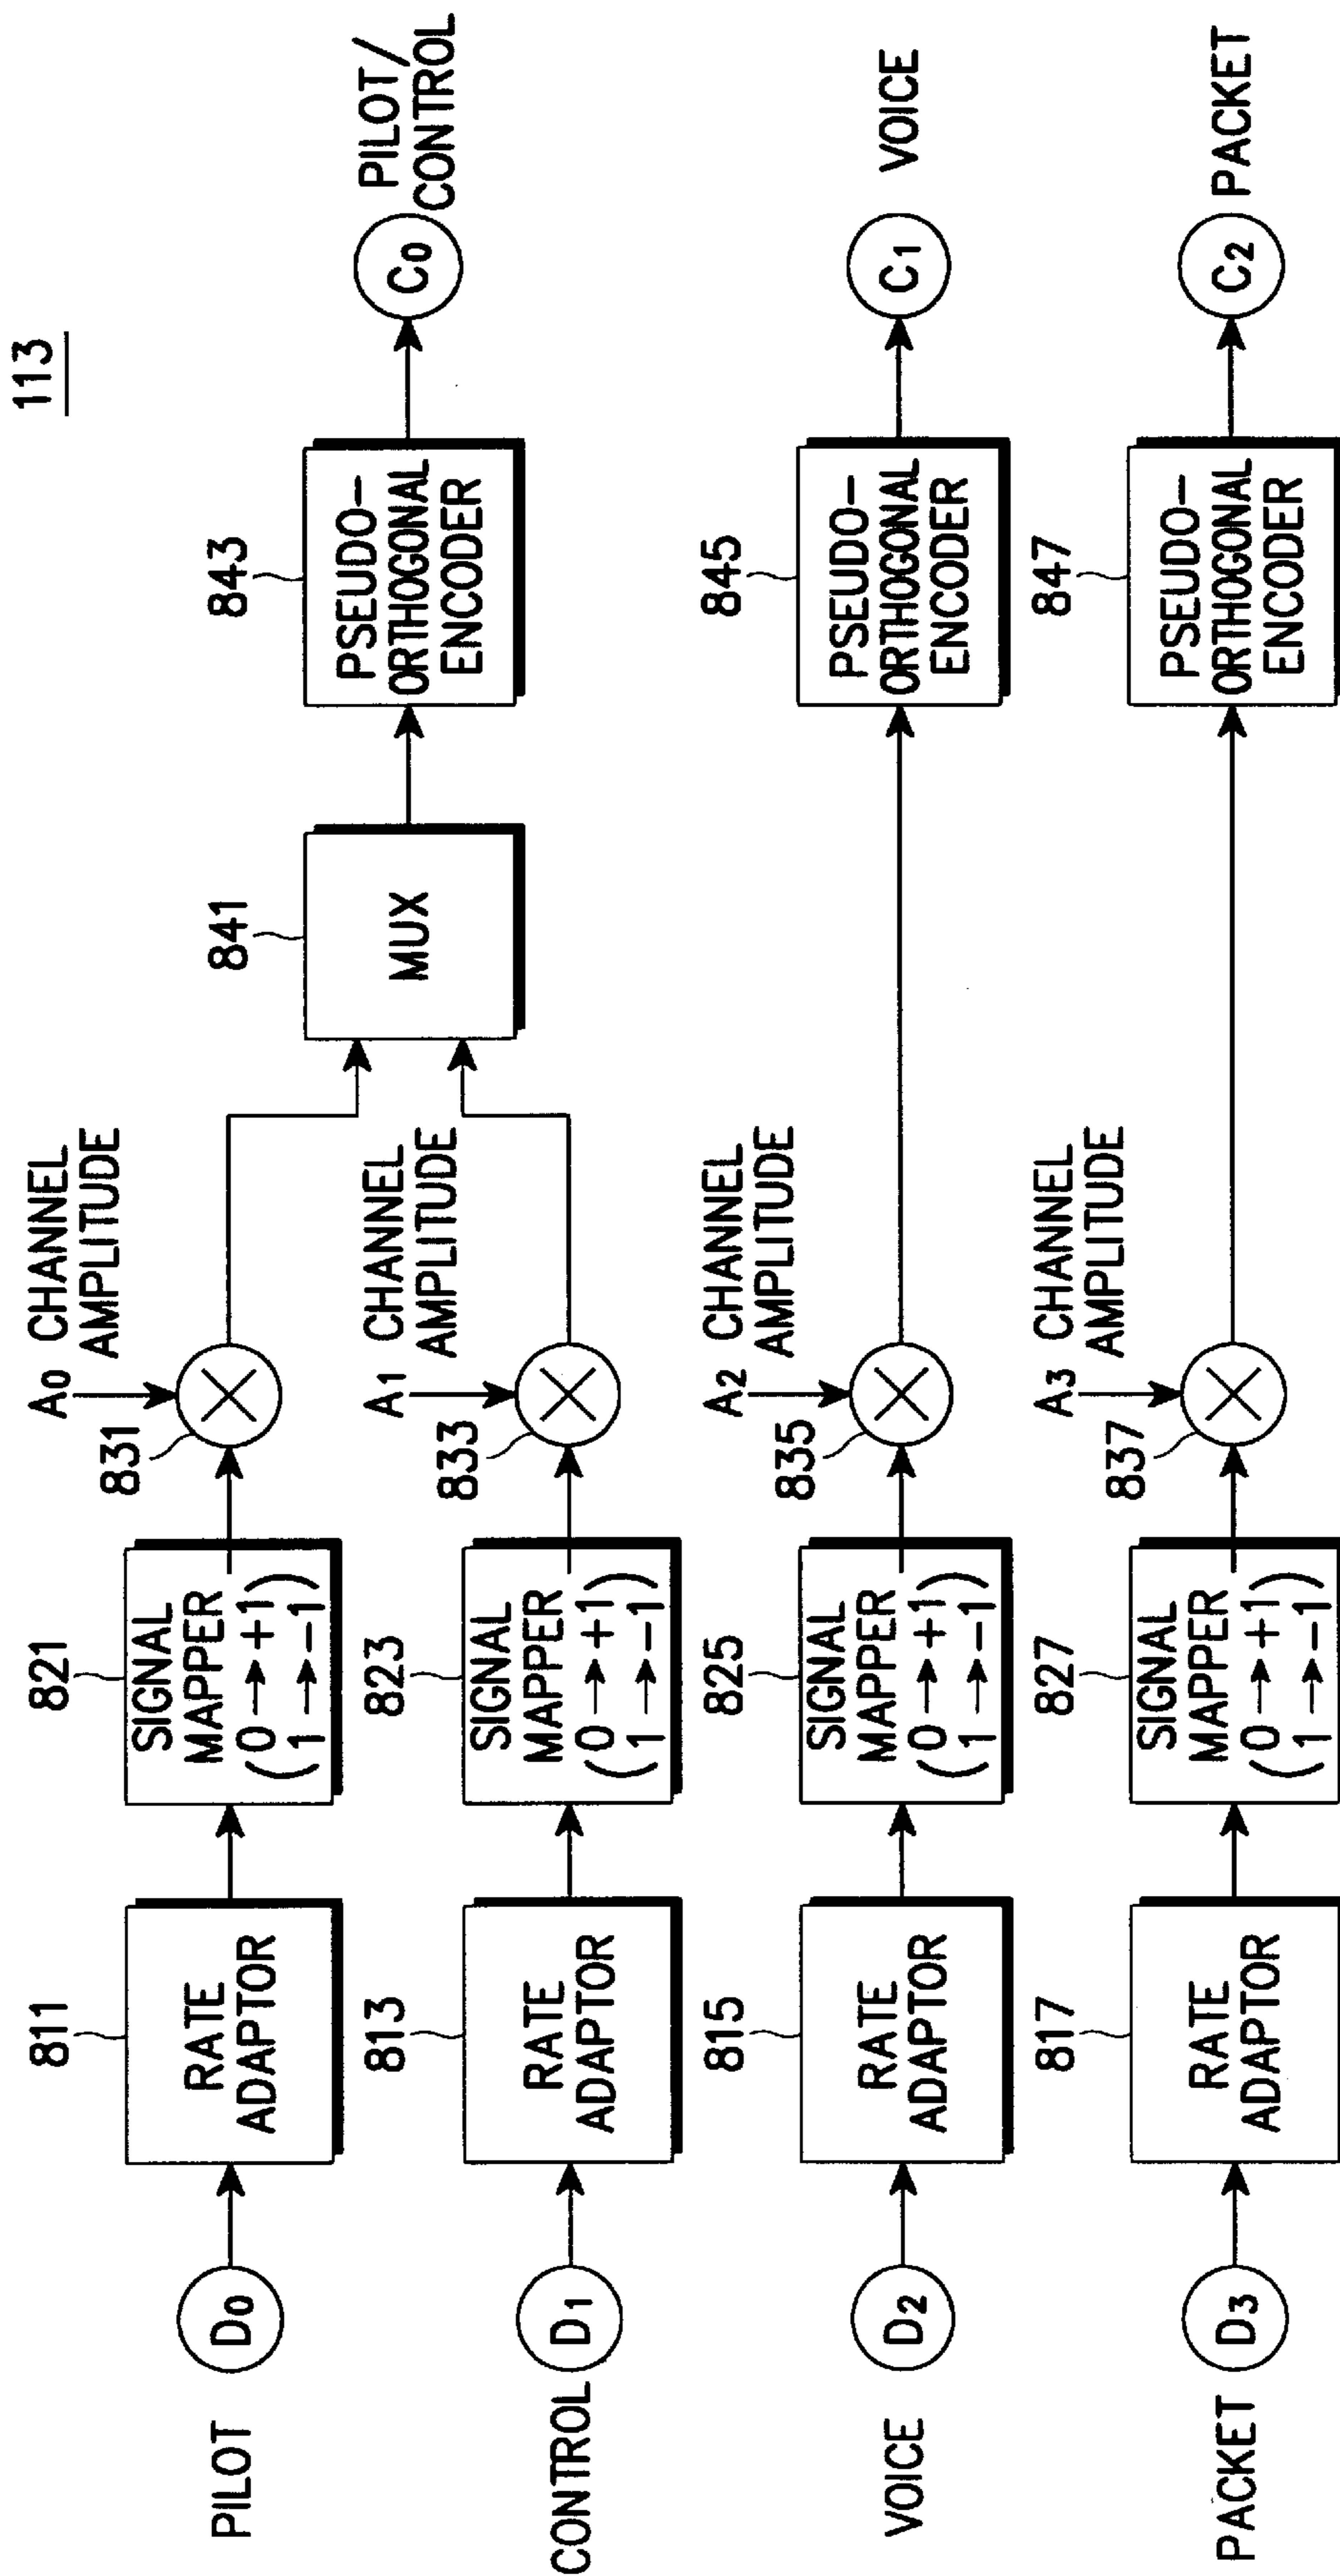 113
PILOT
D0
811
RATE
ADAPTOR
821
SIGNAL
MAPPER
(0→+1)
(1→-1)
831
A0 CHANNEL
AMPLITUDE
CONTROL
D1
813
RATE
ADAPTOR
823
SIGNAL
MAPPER
(0→+1)
(1→-1)
833
A1 CHANNEL
AMPLITUDE
841
MUX
843
PSEUDO-
ORTHOGONAL
ENCODER
C0
PILOT/
CONTROL
VOICE
D2
815
RATE
ADAPTOR
825
SIGNAL
MAPPER
(0→+1)
(1→-1)
835
A2 CHANNEL
AMPLITUDE
845
PSEUDO-
ORTHOGONAL
ENCODER
C1
VOICE
PACKET
D3
817
RATE
ADAPTOR
827
SIGNAL
MAPPER
(0→+1)
(1→-1)
837
A3 CHANNEL
AMPLITUDE
847
PSEUDO-
ORTHOGONAL
ENCODER
C2
PACKET